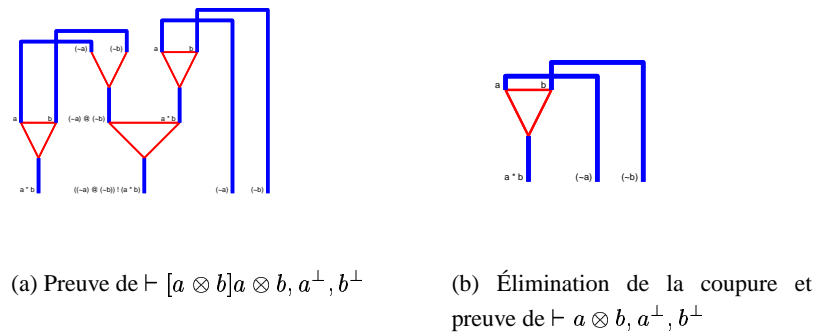 (~a) (~b) a b
a b (~a) @ (~b) a * b
a * b ((~a) @ (~b)) ! (a * b) (~a) (~b)
a b
a * b (~a) (~b)
(a) Preuve de ⊢ [a ⊗ b]a ⊗ b, a⊥, b⊥
(b) Élimination de la coupure et
preuve de ⊢ a ⊗ b, a⊥, b⊥